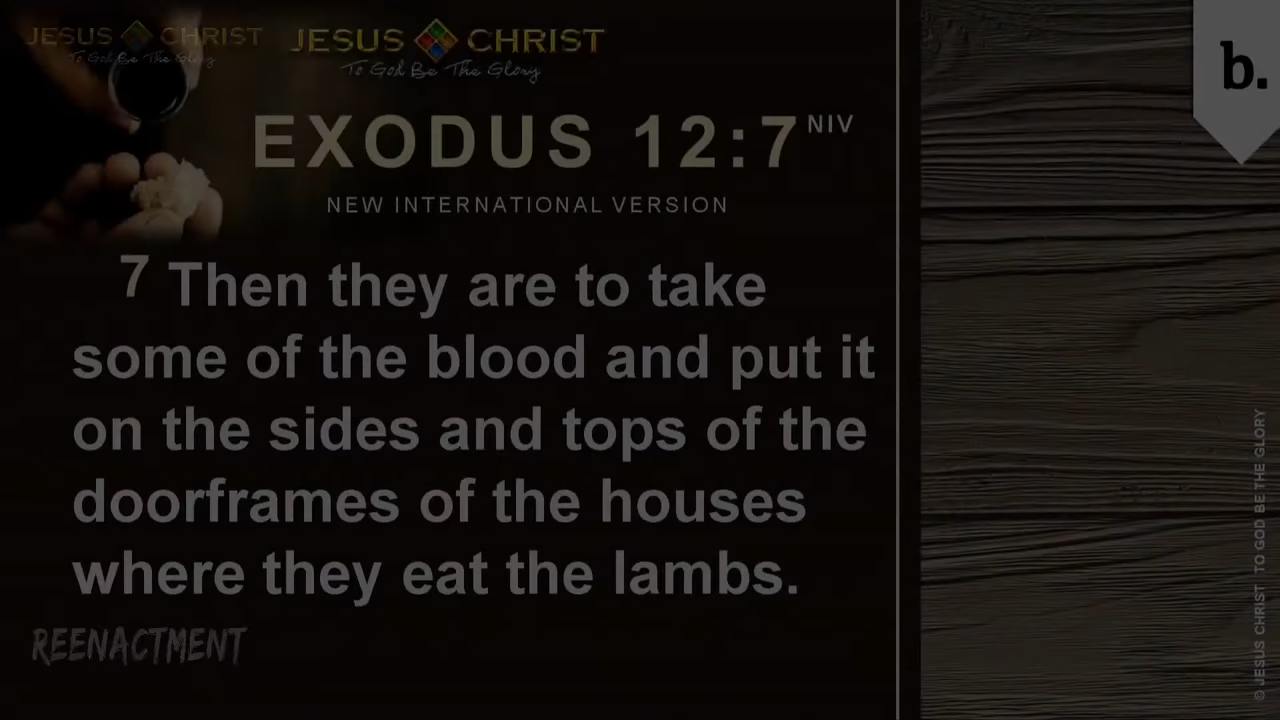 JESUS CHRIST
To God Be The Glory
JESUS CHRIST
To God Be The Glory
b.
EXODUS 12:7 NIV
NEW INTERNATIONAL VERSION
7 Then they are to take
some of the blood and put it
on the sides and tops of the
doorframes of the houses
where they eat the lambs.
REENACTMENT
© JESUS CHRIST TO GOD BE THE GLORY